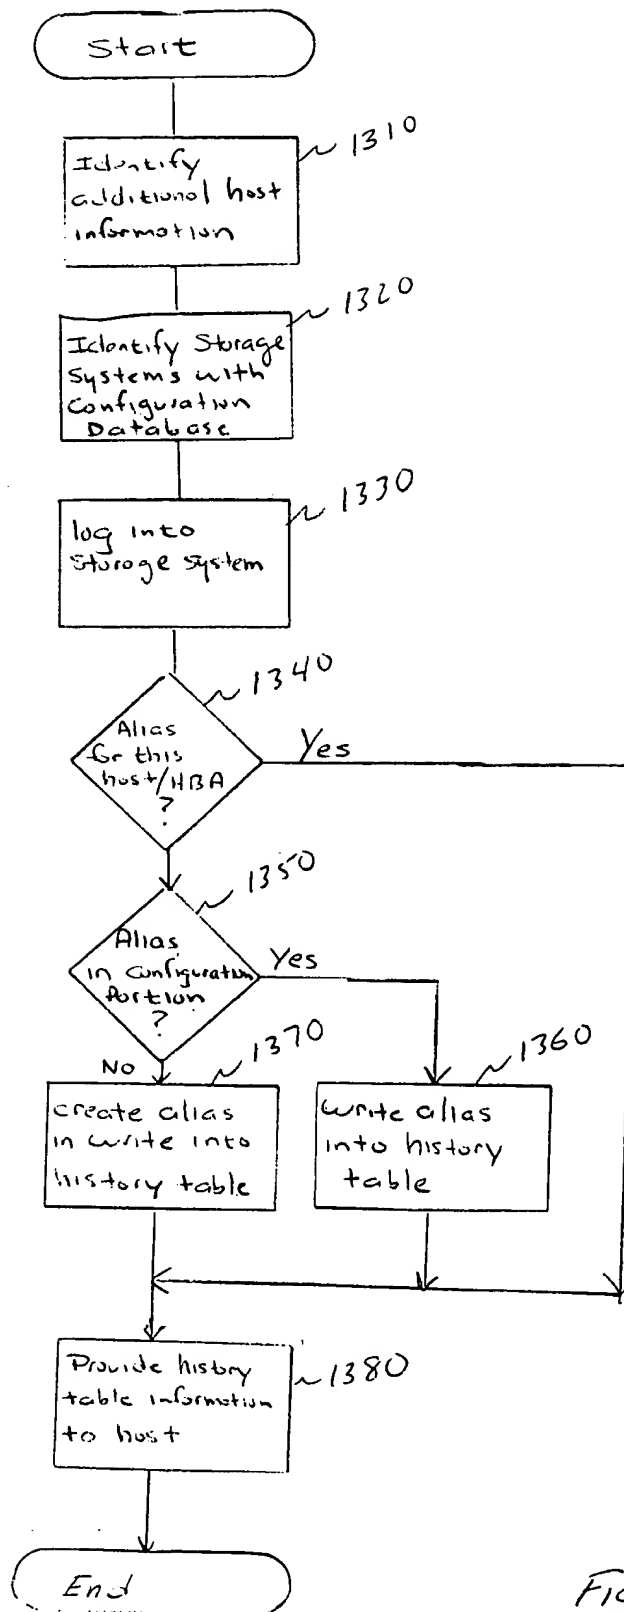 Start
1310
Identify
additional host
information
1320
Identify Storage
Systems with
Configuration
Database
1330
log into
Storage system
1340
Alias
for this
host/HBA
?
Yes
1350
Alias
in Configuration
Portion
?
Yes
No
1370
create alias
in write into
history table
1360
write alias
into history
table
1380
Provide history
table information
to host
End